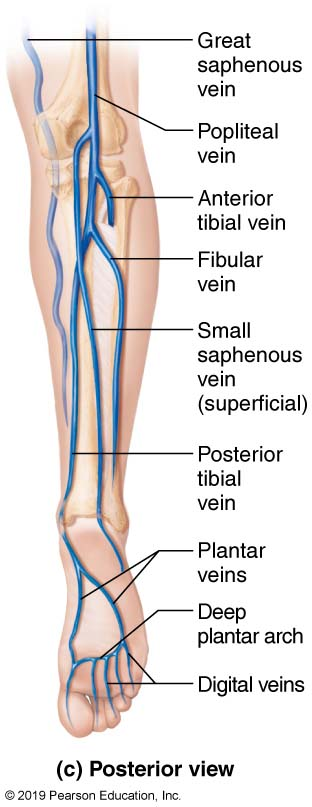 Great
saphenous
vein
Popliteal
vein
Anterior
tibial vein
Fibular
vein
Small
saphenous
vein
(superficial)
Posterior
tibial
vein
Plantar
veins
Deep
plantar arch
Digital veins
(c) Posterior view
© 2019 Pearson Education, Inc.